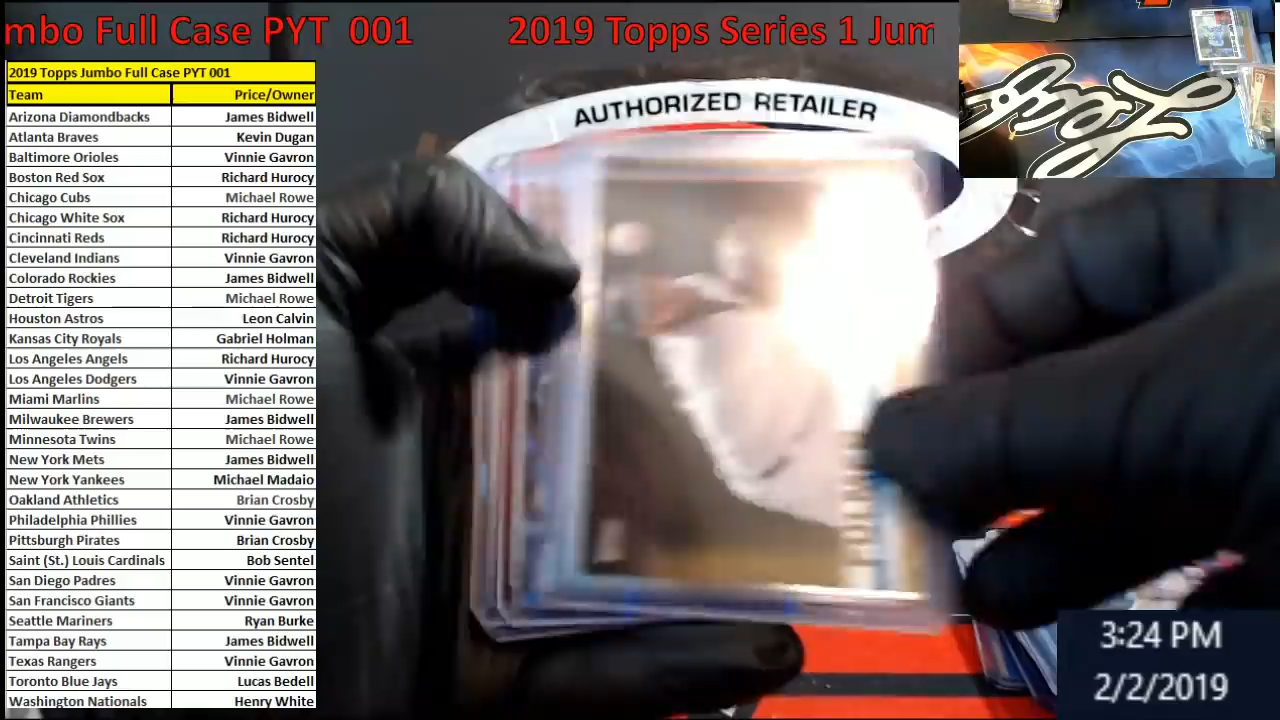 mbo Full Case PYT 001 2019 Topps Series 1 Jum
2019 Topps Jumbo Full Case PYT 001
Team Price/Owner
Arizona Diamondbacks James Bidwell
Atlanta Braves Kevin Dugan
Baltimore Orioles Vinnie Gavron
Boston Red Sox Richard Hurocy
Chicago Cubs Michael Rowe
Chicago White Sox Richard Hurocy
Cincinnati Reds Richard Hurocy
Cleveland Indians Vinnie Gavron
Colorado Rockies James Bidwell
Detroit Tigers Michael Rowe
Houston Astros Leon Calvin
Kansas City Royals Gabriel Holman
Los Angeles Angels Richard Hurocy
Los Angeles Dodgers Vinnie Gavron
Miami Marlins Michael Rowe
Milwaukee Brewers James Bidwell
Minnesota Twins Michael Rowe
New York Mets James Bidwell
New York Yankees Michael Madaio
Oakland Athletics Brian Crosby
Philadelphia Phillies Vinnie Gavron
Pittsburgh Pirates Brian Crosby
Saint (St.) Louis Cardinals Bob Sentel
San Diego Padres Vinnie Gavron
San Francisco Giants Vinnie Gavron
Seattle Mariners Ryan Burke
Tampa Bay Rays James Bidwell
Texas Rangers Vinnie Gavron
Toronto Blue Jays Lucas Bedell
Washington Nationals Henry White
AUTHORIZED RETAILER
3:24 PM
2/2/2019